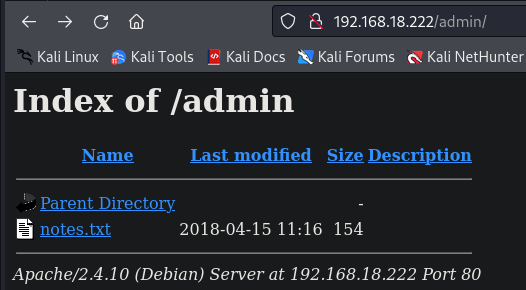 192.168.18.222/admin/
Kali Linux Kali Tools Kali Docs Kali Forums Kali NetHunter
Index of /admin
Name Last modified Size Description
Parent Directory -
notes.txt 2018-04-15 11:16 154
Apache/2.4.10 (Debian) Server at 192.168.18.222 Port 80